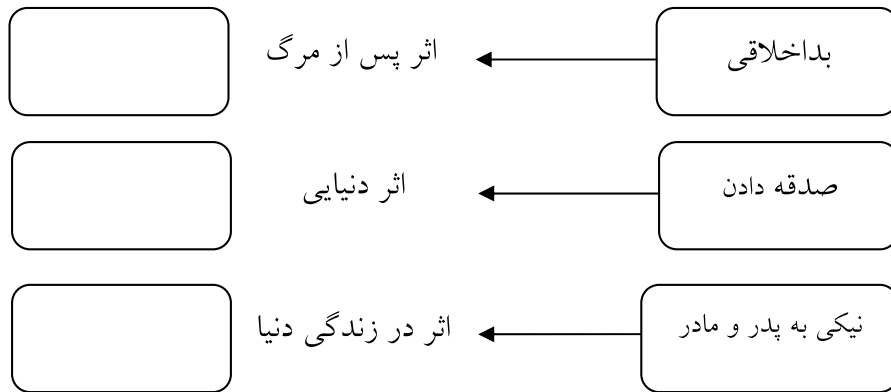 بداخلاقی اثر پس از مرگ
صدقه دادن اثر دنیایی
نیکی به پدر و مادر اثر در زندگی دنیا